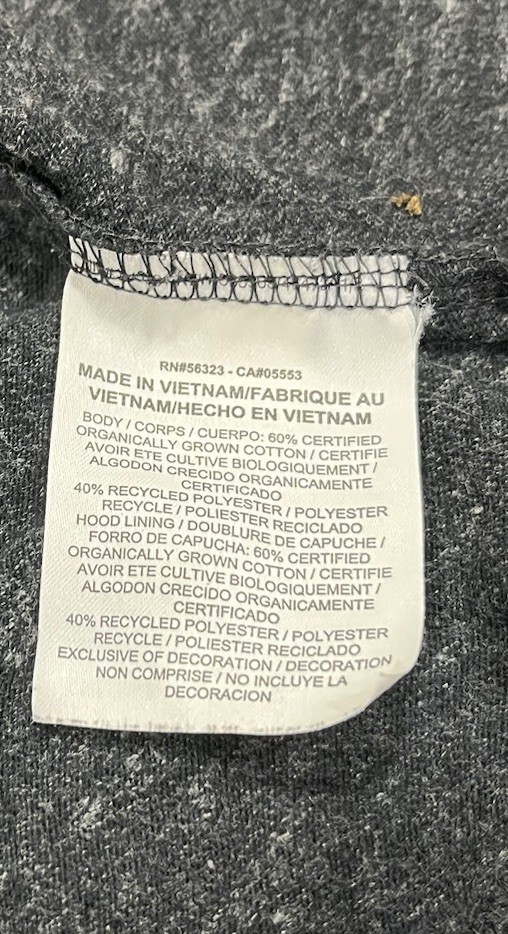 RN#56323 - CA#05553
MADE IN VIETNAM/FABRIQUE AU
VIETNAM/HECHO EN VIETNAM
BODY / CORPS / CUERPO: 60% CERTIFIED
ORGANICALLY GROWN COTTON / CERTIFIE
AVOIR ETE CULTIVE BIOLOGIQUEMENT /
ALGODON CRECIDO ORGANICAMENTE
CERTIFICADO
40% RECYCLED POLYESTER / POLYESTER
RECYCLE / POLIESTER RECICLADO
HOOD LINING / DOUBLURE DE CAPUCHE /
FORRO DE CAPUCHA: 60% CERTIFIED
ORGANICALLY GROWN COTTON / CERTIFIE
AVOIR ETE CULTIVE BIOLOGIQUEMENT /
ALGODON CRECIDO ORGANICAMENTE
CERTIFICADO
40% RECYCLED POLYESTER / POLYESTER
RECYCLE / POLIESTER RECICLADO
EXCLUSIVE OF DECORATION / DECORATION
NON COMPRISE / NO INCLUYE LA
DECORACION